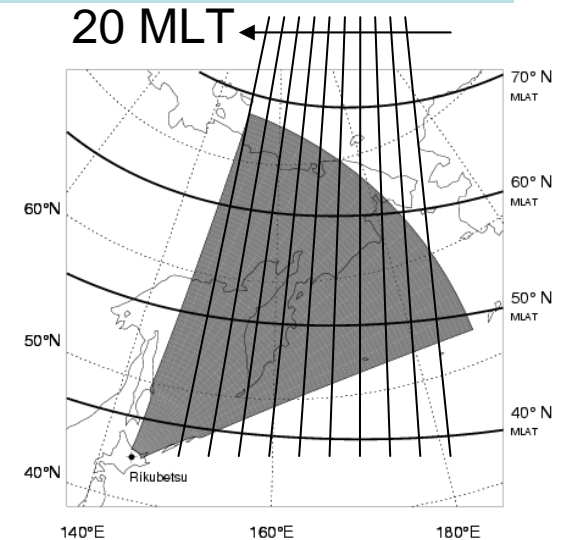 20 MLT
70° N
MLAT
60° N
MLAT
60°N
50° N
MLAT
50°N
40° N
MLAT
40°N
Rikubetsu
140°E
160°E
180°E